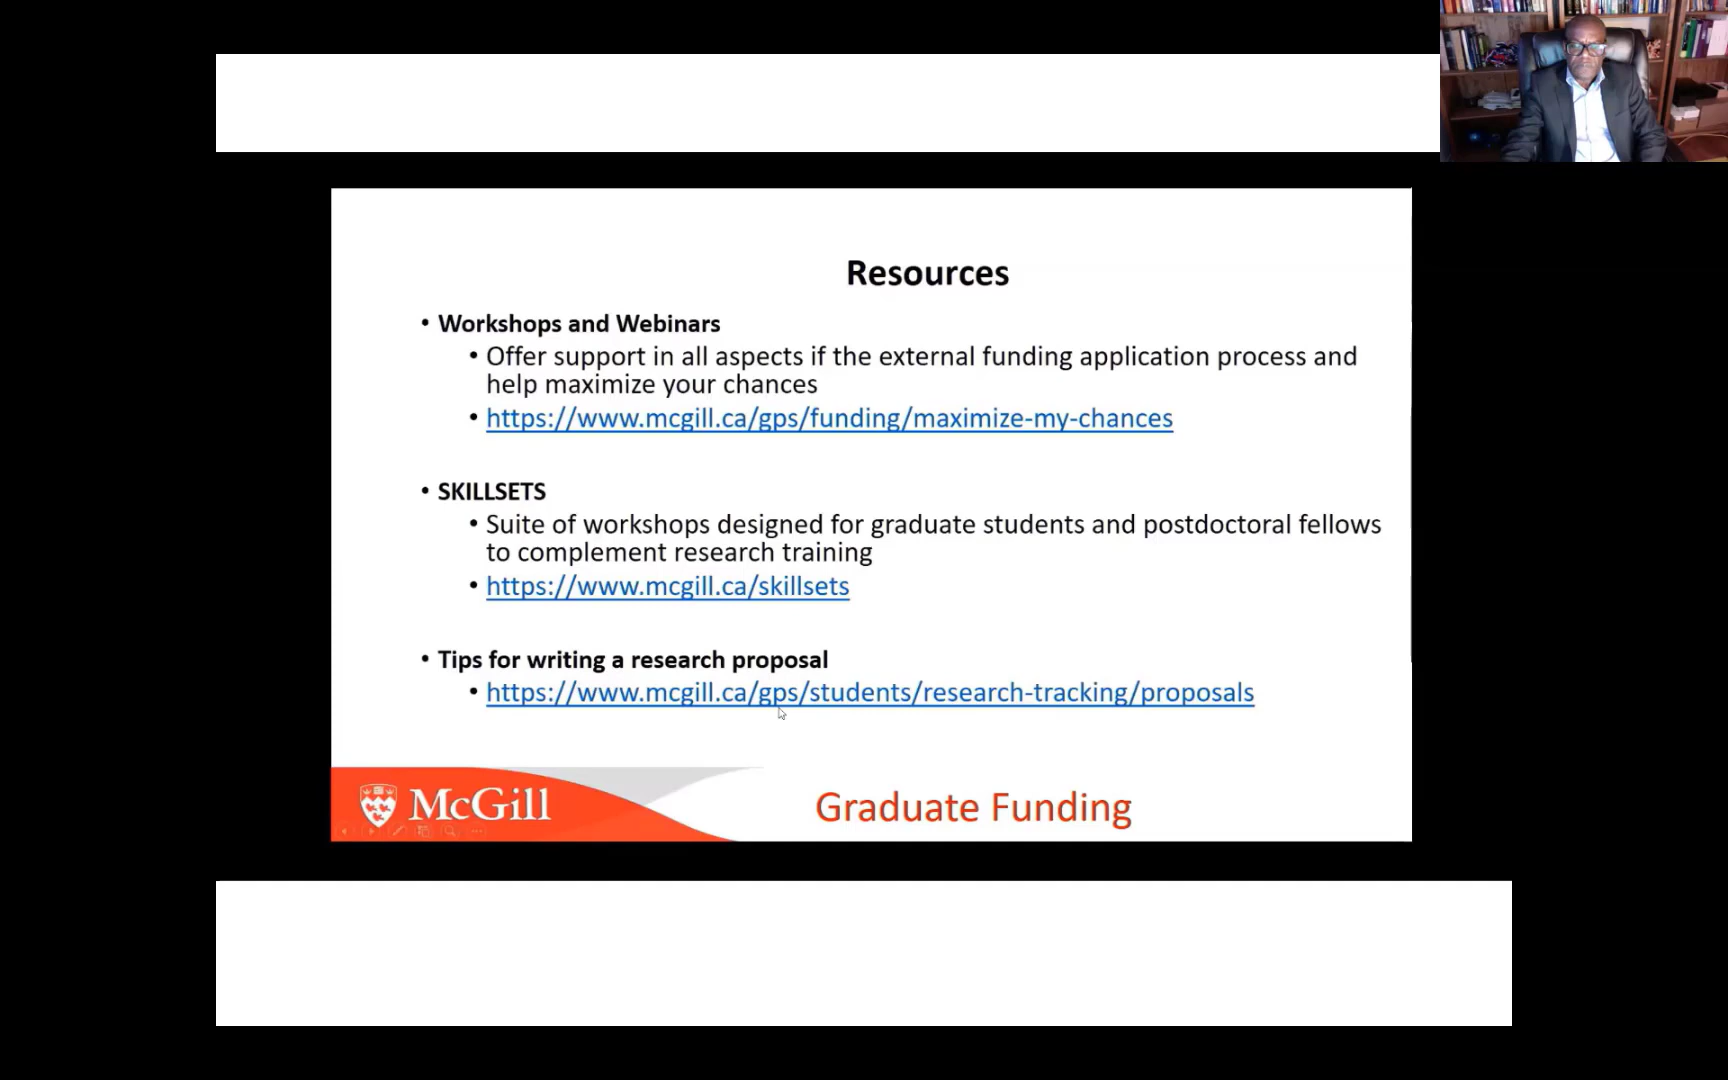 Resources
• Workshops and Webinars
• Offer support in all aspects if the external funding application process and
help maximize your chances
• https://www.mcgill.ca/gps/funding/maximize-my-chances
• SKILLSETS
• Suite of workshops designed for graduate students and postdoctoral fellows
to complement research training
• https://www.mcgill.ca/skillsets
• Tips for writing a research proposal
• https://www.mcgill.ca/gps/students/research-tracking/proposals
McGill
Graduate Funding